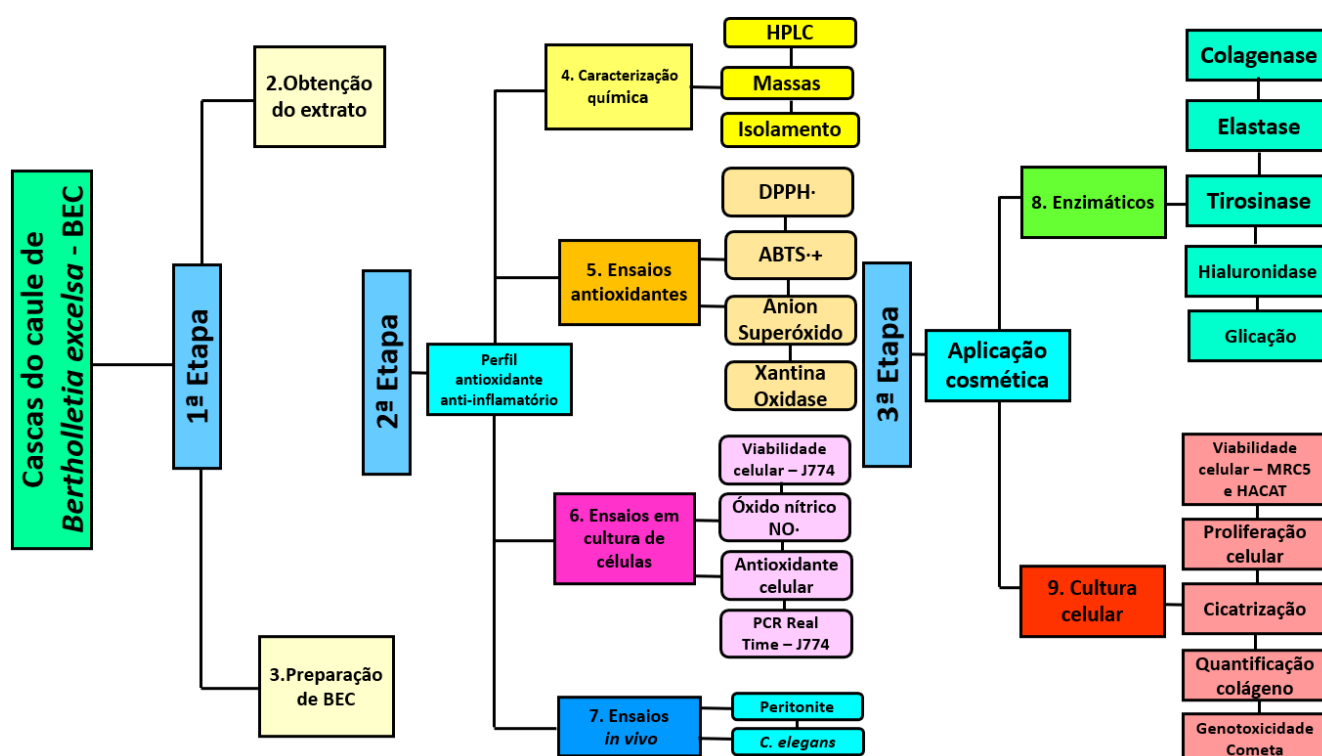 Cascas do caule de
Bertholletia excelsa - BEC
1ª Etapa
2.Obtenção
do extrato
3.Preparação
de BEC
2ª Etapa
Perfil
antioxidante
anti-inflamatório
4. Caracterização
química
HPLC
Massas
Isolamento
5. Ensaios
antioxidantes
DPPH·
ABTS·+
Anion
Superóxido
Xantina
Oxidase
6. Ensaios em
cultura de
células
Viabilidade
celular – J774
Óxido nítrico
NO·
Antioxidante
celular
PCR Real
Time – J774
7. Ensaios
in vivo
Peritonite
C. elegans
3ª Etapa
Aplicação
cosmética
8. Enzimáticos
Colagenase
Elastase
Tirosinase
Hialuronidase
Glicação
9. Cultura
celular
Viabilidade
celular – MRC5
e HACAT
Proliferação
celular
Cicatrização
Quantificação
colágeno
Genotoxicidade
Cometa